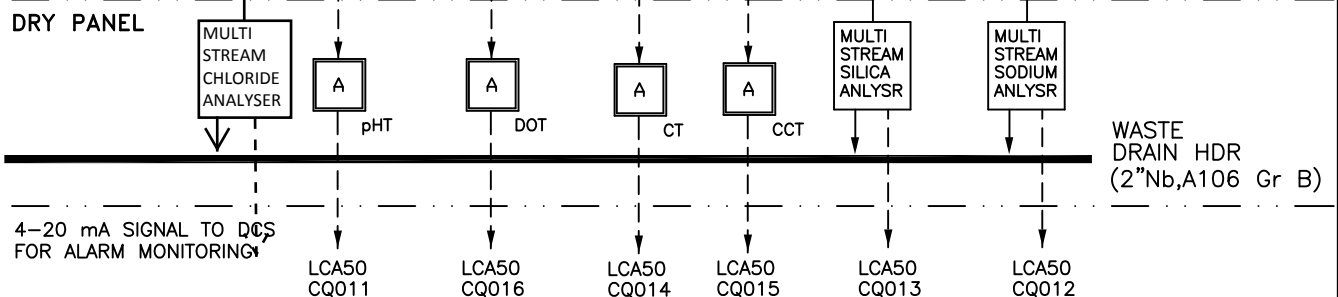 DRY PANEL
MULTI
STREAM
CHLORIDE
ANALYSER
A
pHT
A
DOT
A
CT
A
CCT
MULTI
STREAM
SILICA
ANLYSR
MULTI
STREAM
SODIUM
ANLYSR
WASTE
DRAIN HDR
(2"Nb,A106 Gr B)
4-20 mA SIGNAL TO DCS
FOR ALARM MONITORING
LCA50
CQ011
LCA50
CQ016
LCA50
CQ014
LCA50
CQ015
LCA50
CQ013
LCA50
CQ012